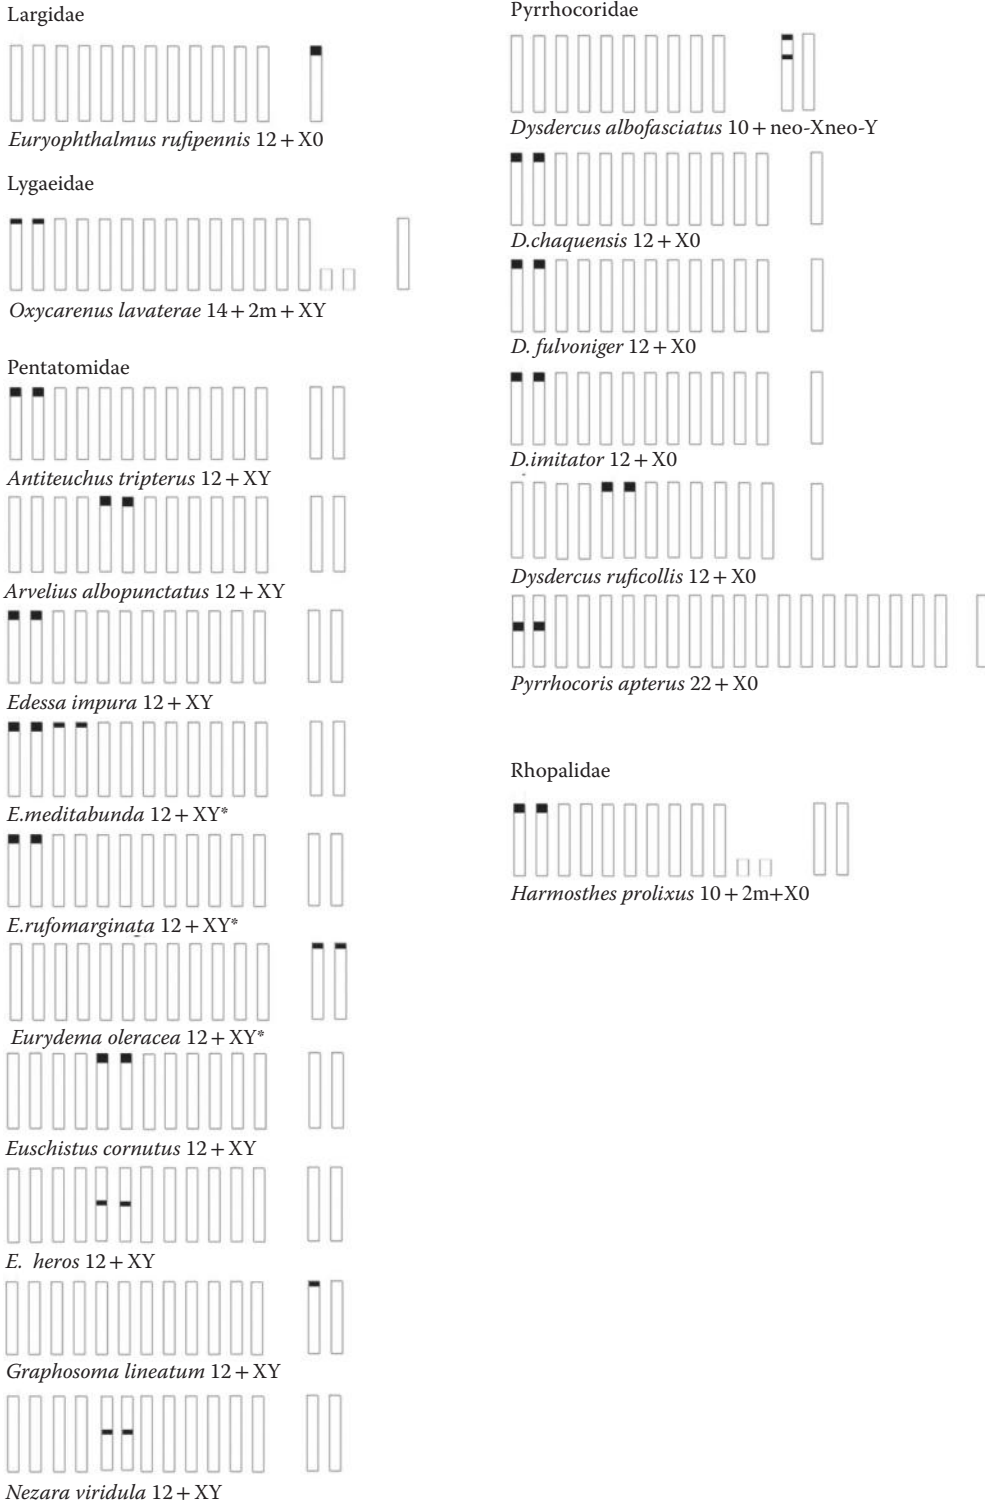 Largidae
Euryophthalmus rufipennis 12 + X0
Lygaeidae
Oxycarenus lavaterae 14 + 2m + XY
Pentatomidae
Antiteuchus tripterus 12 + XY
Arvelius albopunctatus 12 + XY
Edessa impura 12 + XY
E.meditabunda 12 + XY*
E.rufomarginata 12 + XY*
Eurydema oleracea 12 + XY*
Euschistus cornutus 12 + XY
E. heros 12 + XY
Graphosoma lineatum 12 + XY
Nezara viridula 12 + XY
Pyrrhocoridae
Dysdercus albofasciatus 10 + neo-Xneo-Y
D.chaquensis 12 + X0
D. fulvoniger 12 + X0
D.imitator 12 + X0
Dysdercus ruficollis 12 + X0
Pyrrhocoris apterus 22 + X0
Rhopalidae
Harmosthes prolixus 10 + 2m+X0